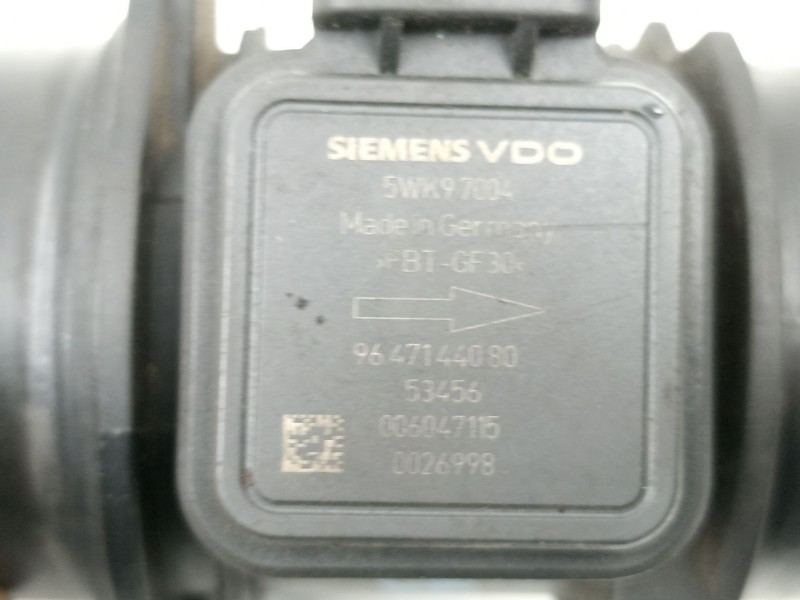 SIEMENS VDO
5WK9 7004
Made in Germany
>PBT-GF30<
96 471 440 80
53456
006047115
0026998